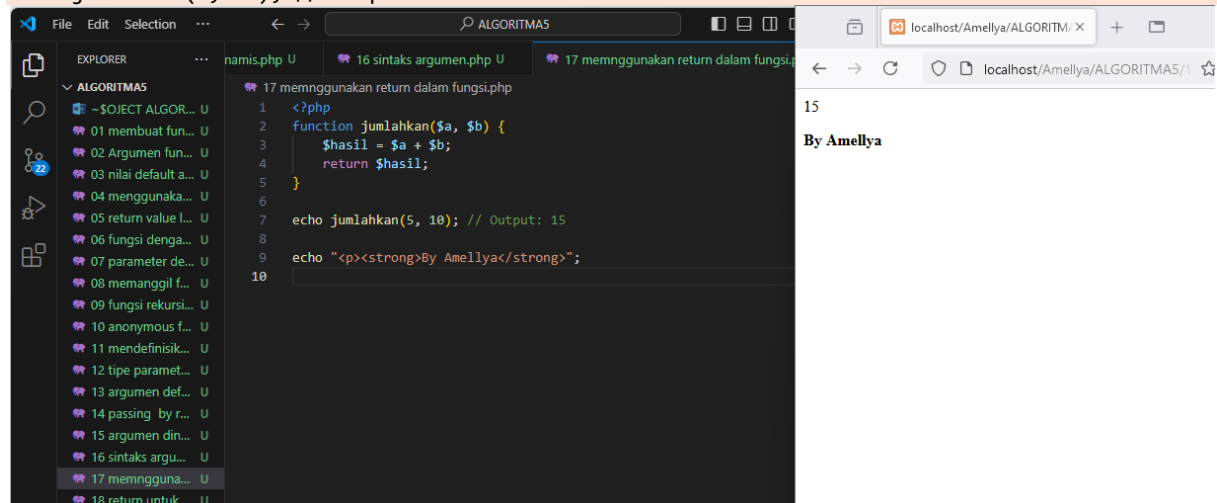 File Edit Selection ...
ALGORITMA5
EXPLORER ...
ALGORITMA5
~$OJECT ALGOR... U
01 membuat fun... U
02 Argumen fun... U
03 nilai default a... U
04 menggunaka... U
05 return value l... U
06 fungsi denga... U
07 parameter de... U
08 memanggil f... U
09 fungsi rekursi... U
10 anonymous f... U
11 mendefinisik... U
12 tipe paramet... U
13 argumen def... U
14 passing by r... U
15 argumen din... U
16 sintaks argu... U
17 memngguna... U
18 return untuk... U
22
namis.php U
16 sintaks argumen.php U
17 memnggunakan return dalam fungsi.p
17 memnggunakan return dalam fungsi.php
1 <?php
2 function jumlahkan($a, $b) {
3 $hasil = $a + $b;
4 return $hasil;
5 }
6
7 echo jumlahkan(5, 10); // Output: 15
8
9 echo "<p><strong>By Amellya</strong>";
10
localhost/Amellya/ALGORITM/
localhost/Amellya/ALGORITMA5/1
15
By Amellya